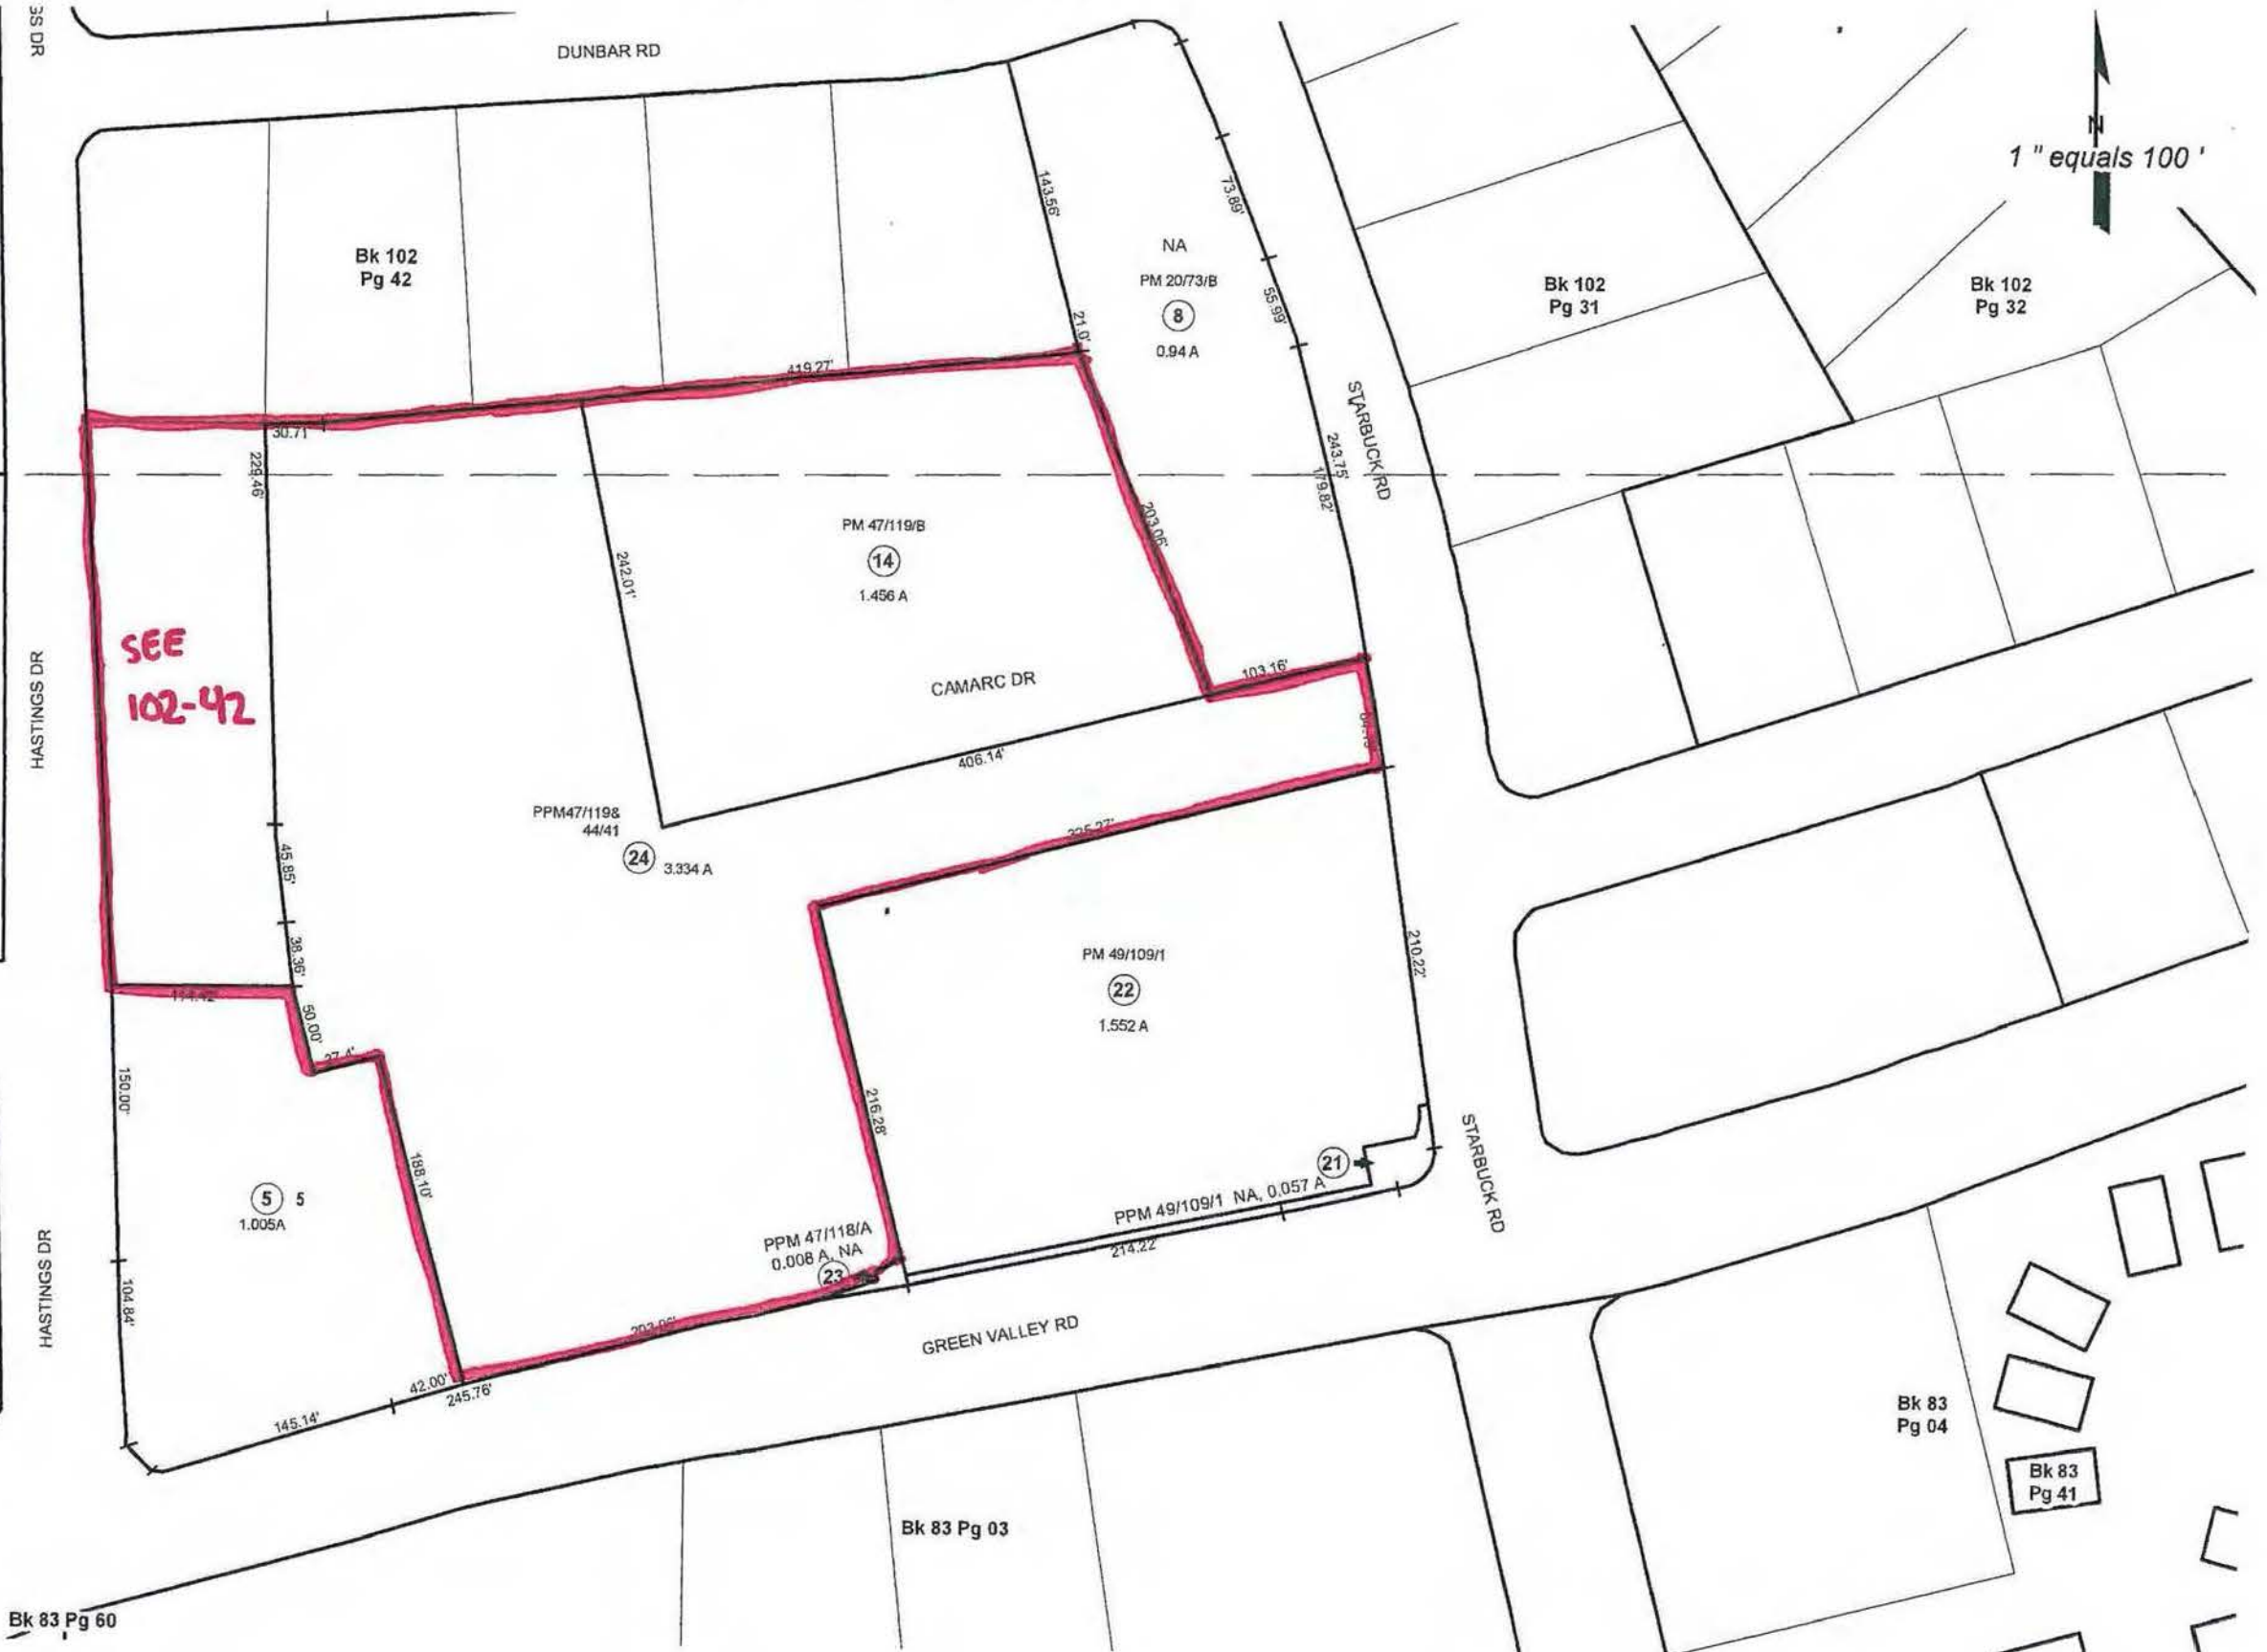 GS DR
DUNBAR RD
N
1 " equals 100 '
Bk 102
Pg 42
143.56'
21.0'
NA
PM 20/73/B
8
0.94 A
73.89'
55.99'
243.75'
179.82'
STARBUCK RD
Bk 102
Pg 31
Bk 102
Pg 32
419.27'
30.71
229.46'
242.01'
PM 47/119/B
14
1.456 A
203.06'
103.16'
CAMARC DR
406.14'
HASTINGS DR
SEE
102-42
PPM47/119&
44/41
24
3.334 A
45.85'
38.36'
114.42'
50.00'
27.4'
150.00'
188.10'
216.28'
PM 49/109/1
22
1.552 A
210.22'
21
PPM 49/109/1 NA, 0.057 A
214.22'
STARBUCK RD
5
5
1.005A
PPM 47/118/A
0.008 A, NA
23
HASTINGS DR
104.84'
42.00'
245.76'
145.14'
GREEN VALLEY RD
Bk 83
Pg 04
Bk 83
Pg 41
Bk 83 Pg 03
Bk 83 Pg 60